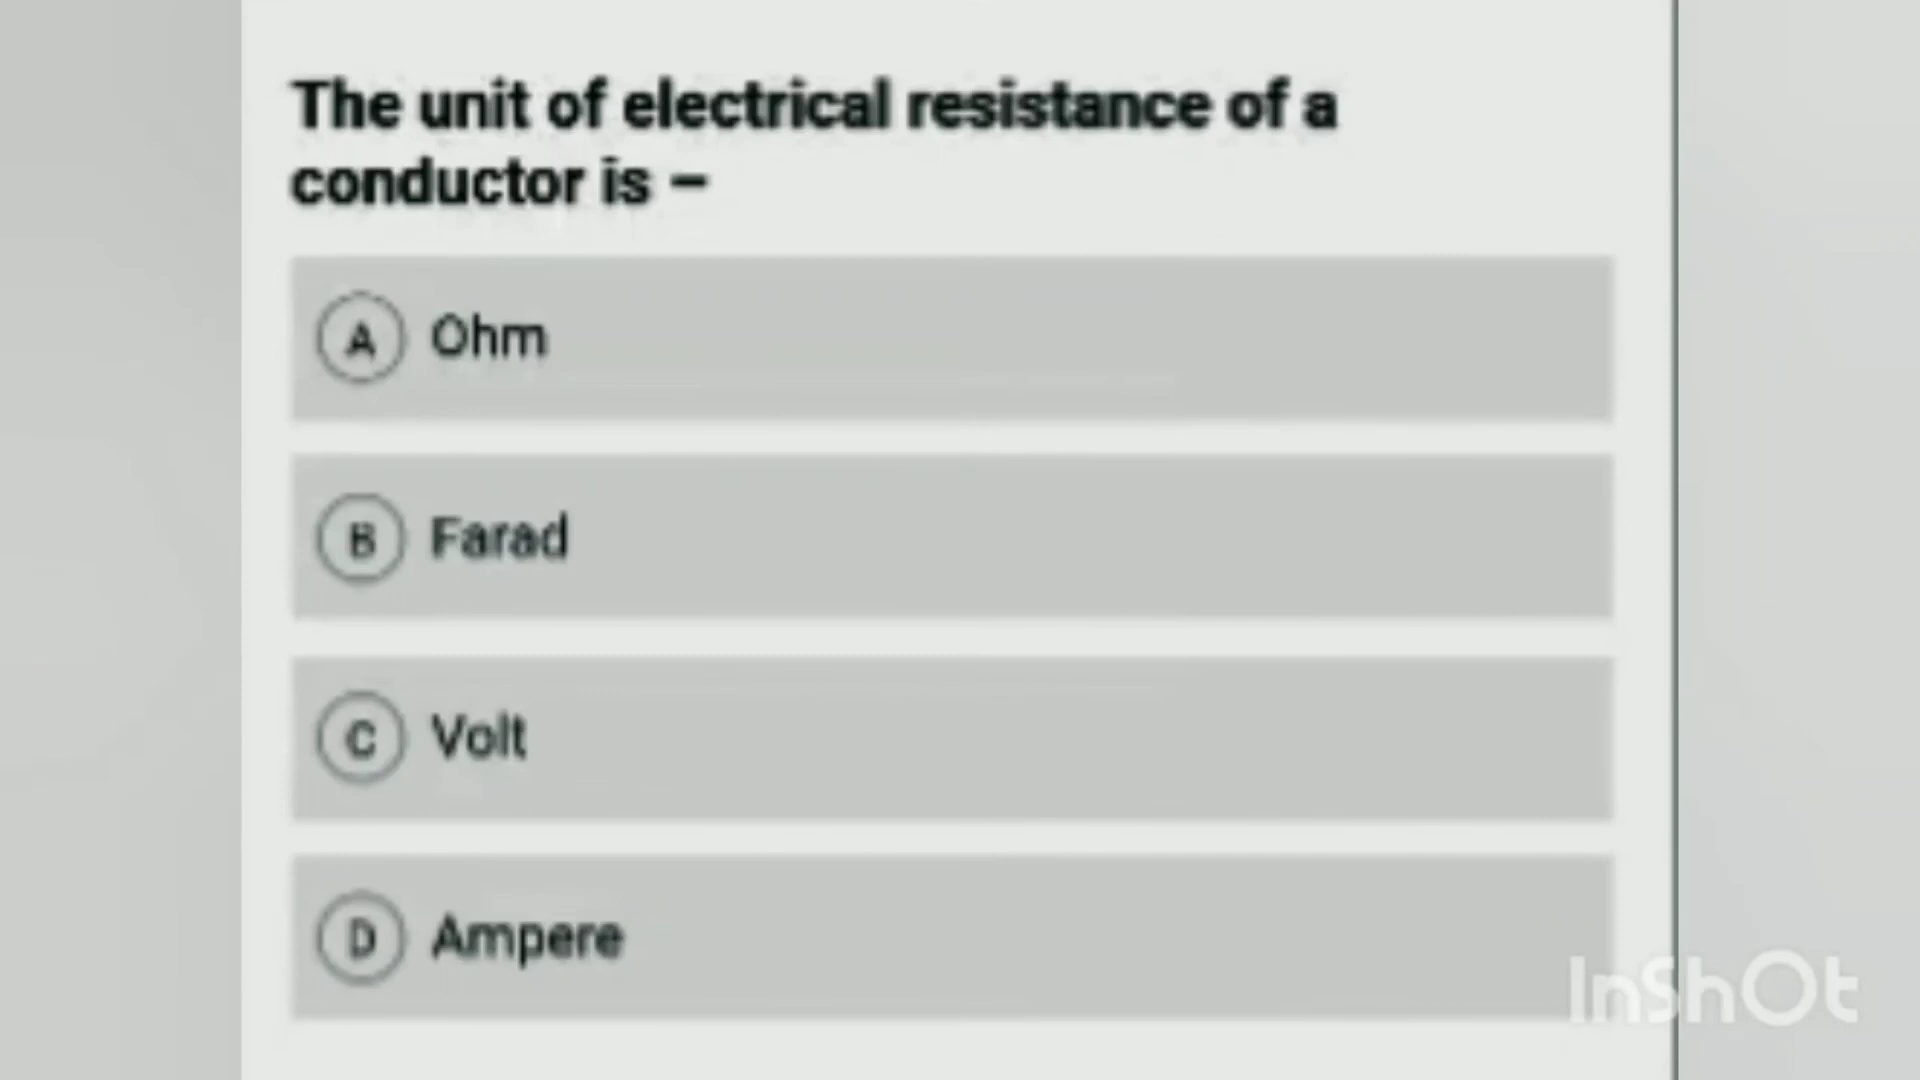 The unit of electrical resistance of a
conductor is –
A Ohm
B Farad
C Volt
D Ampere
InShOt